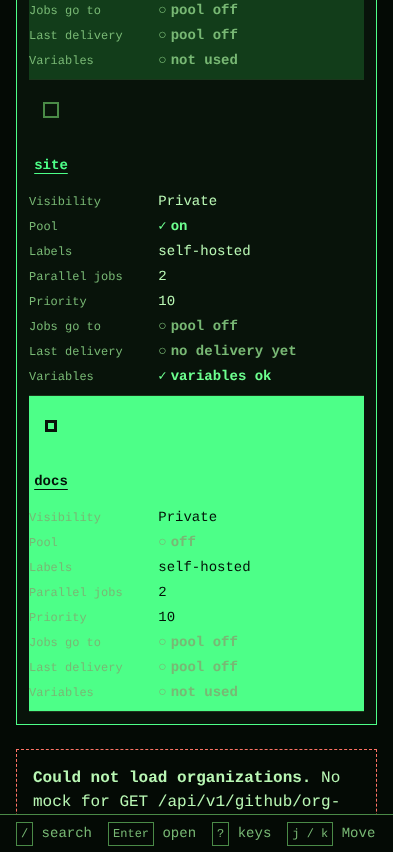 Jobs go to ○ pool off
Last delivery ○ pool off
Variables ○ not used
site
Visibility Private
Pool ✓ on
Labels self-hosted
Parallel jobs 2
Priority 10
Jobs go to ○ pool off
Last delivery ○ no delivery yet
Variables ✓ variables ok
docs
Visibility Private
Pool ○ off
Labels self-hosted
Parallel jobs 2
Priority 10
Jobs go to ○ pool off
Last delivery ○ pool off
Variables ○ not used
Could not load organizations. No
mock for GET /api/v1/github/org-
/ search Enter open ? keys j / k Move